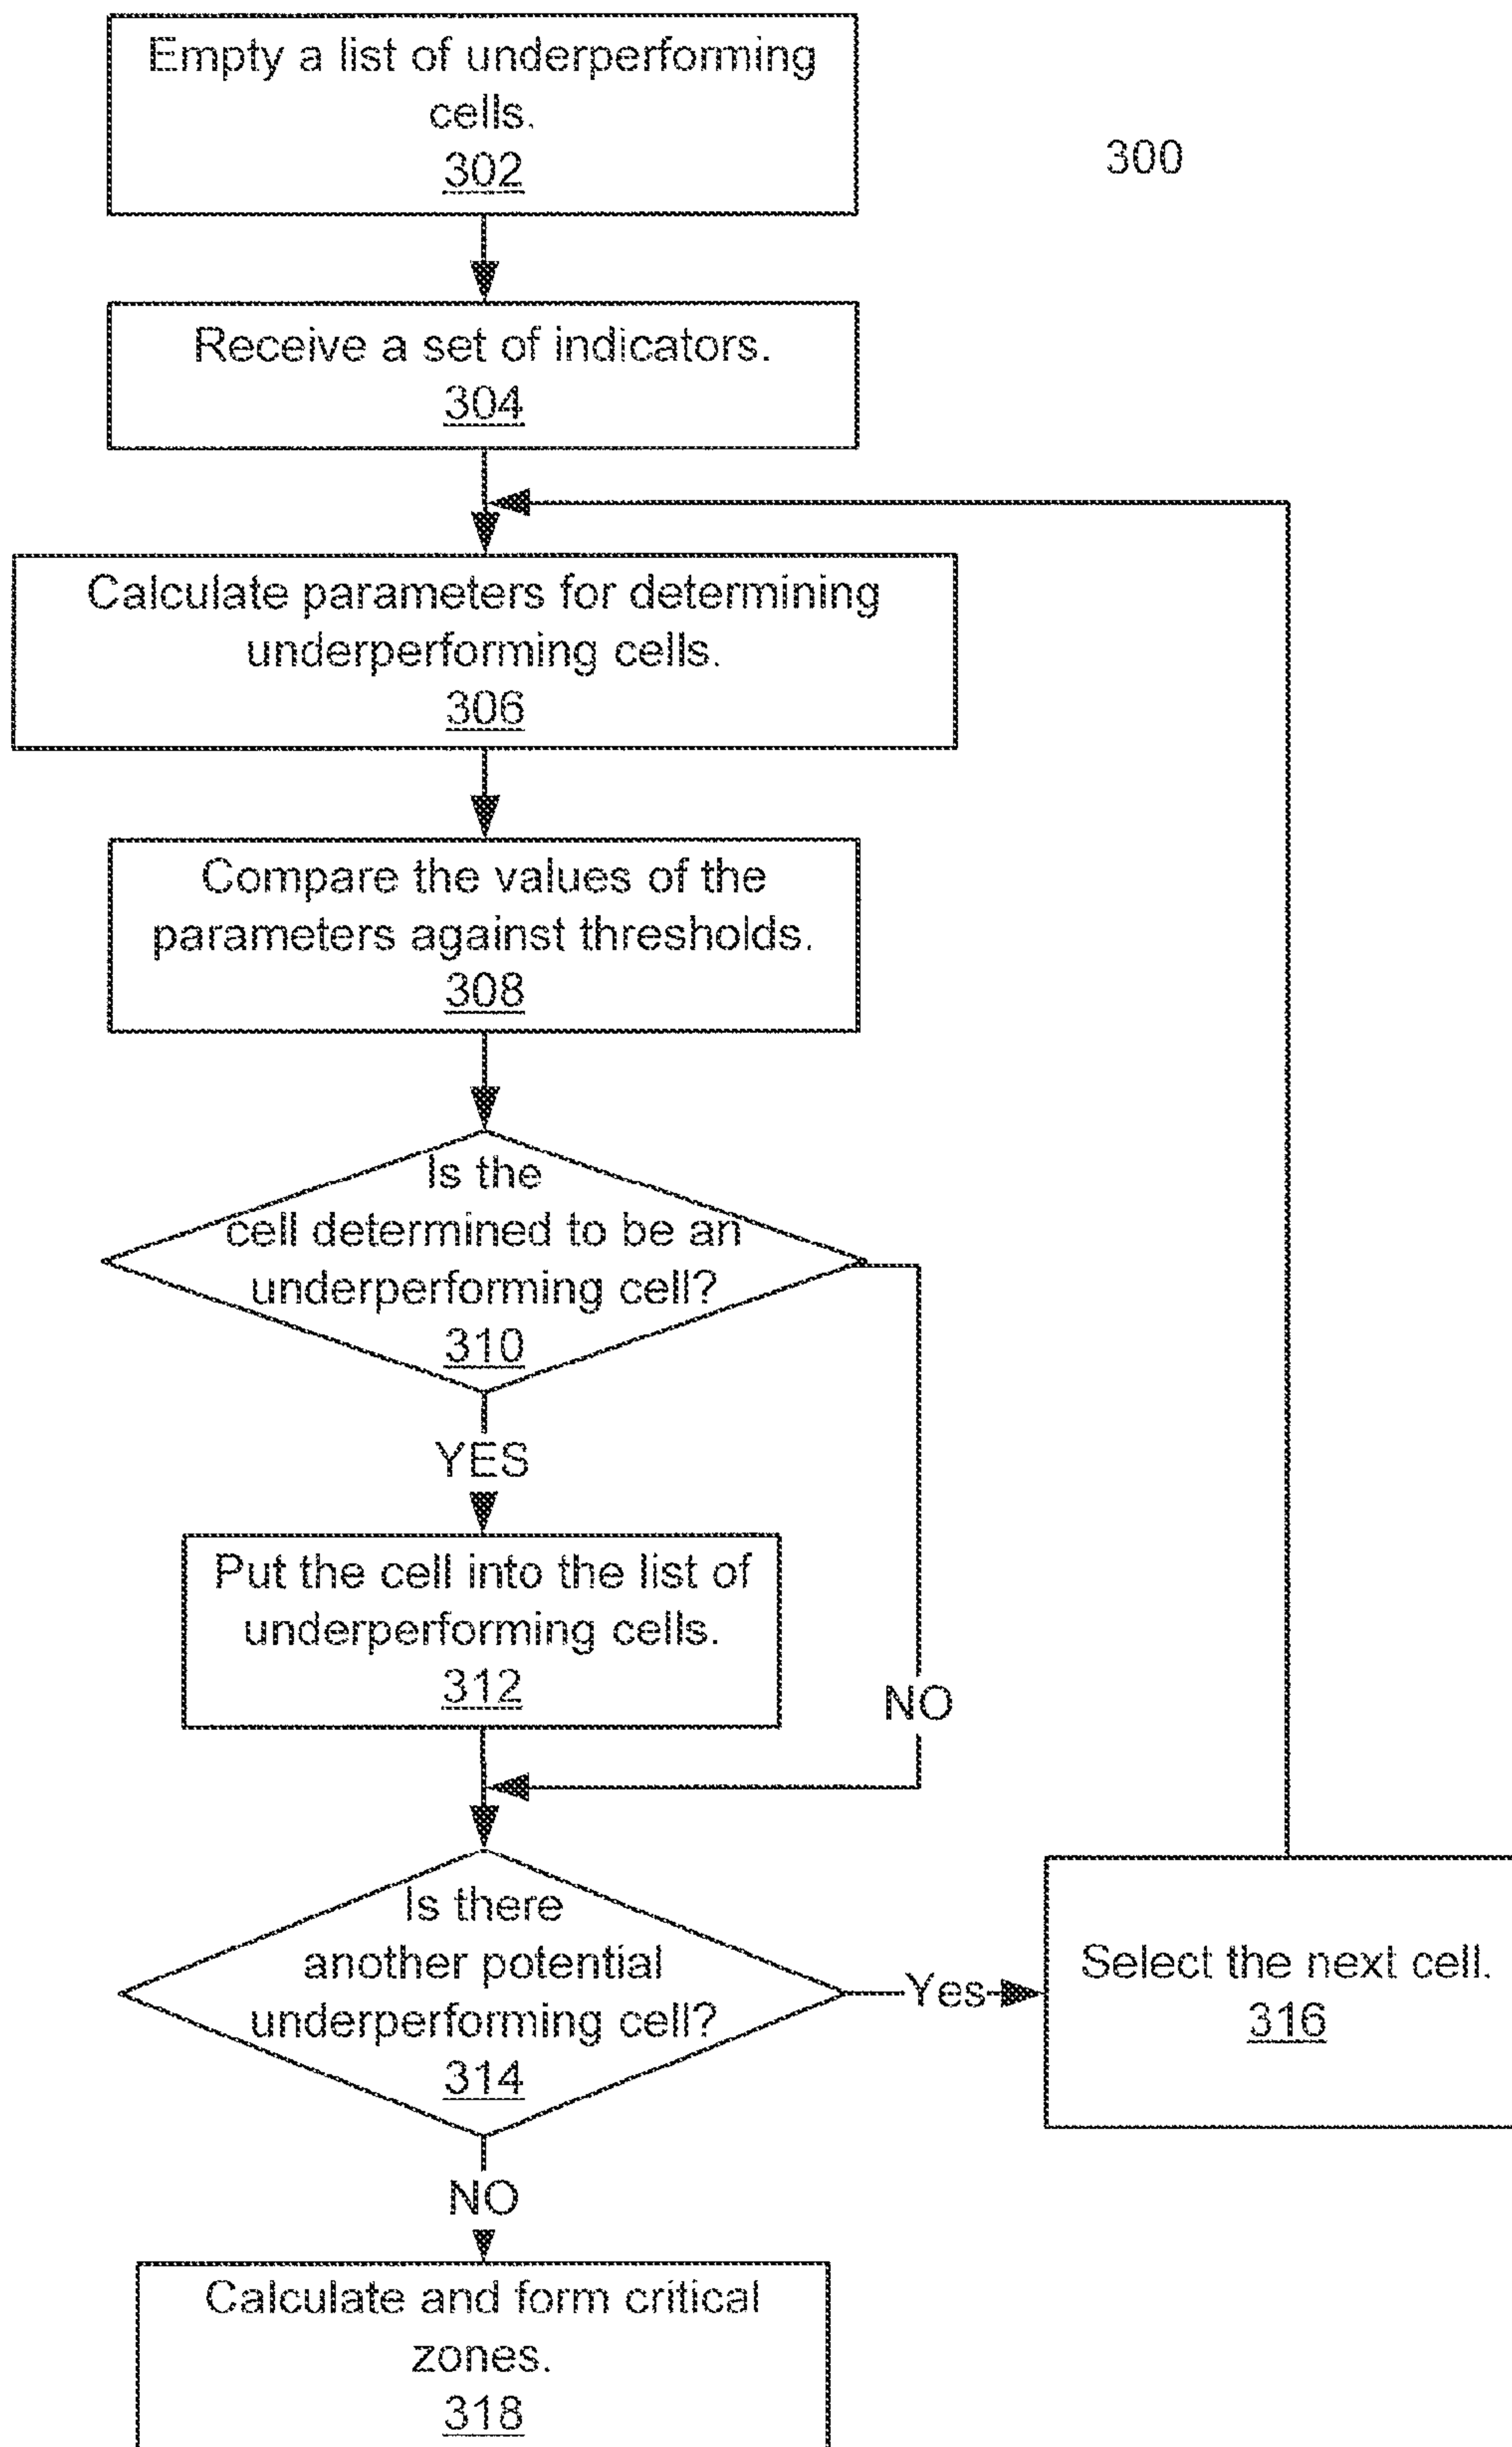 Empty a list of underperforming
cells.
302
300
Receive a set of indicators.
304
Calculate parameters for determining
underperforming cells.
306
Compare the values of the
parameters against thresholds.
308
Is the
cell determined to be an
underperforming cell?
310
YES
Put the cell into the list of
underperforming cells.
312
NO
Is there
another potential
underperforming cell?
314
Yes
Select the next cell.
316
NO
Calculate and form critical
zones.
318